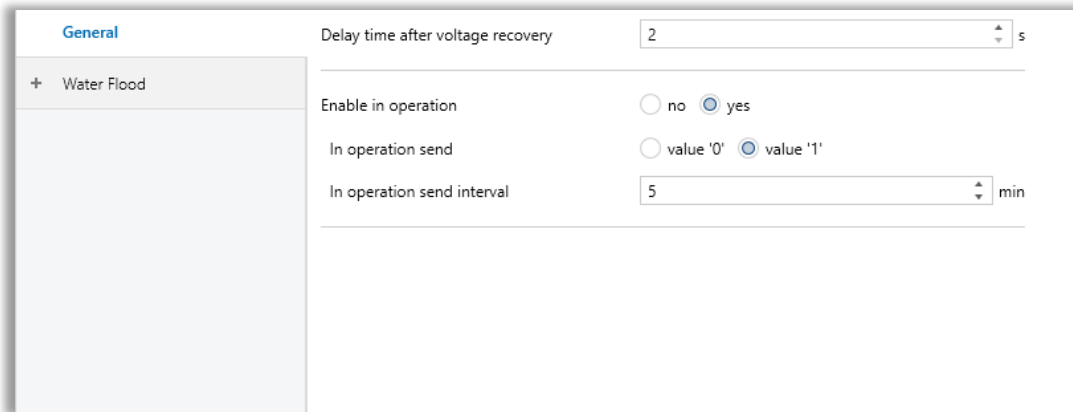 General
Delay time after voltage recovery 2 s
+ Water Flood
Enable in operation no yes
In operation send value '0' value '1'
In operation send interval 5 min